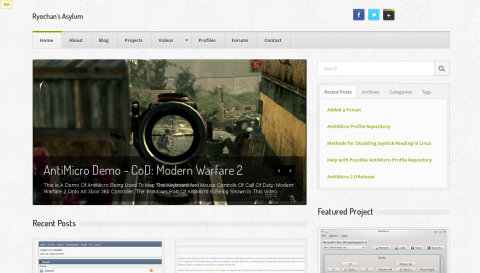 >>
Ryochan's Asylum
Home About Blog Projects Videos Profiles Forums Contact
Search
Recent Posts Archives Categories Tags
Added a Forum
AntiMicro Profile Repository
Methods for Disabling Joystick Reading in Linux
Help with Possible AntiMicro Profile Repository
AntiMicro 2.0 Release
AntiMicro Demo – CoD: Modern Warfare 2
This Is A Demo Of AntiMicro Being Used To Map The Keyboard And Mouse Controls Of Call Of Duty: Modern
Warfare 2 Onto An Xbox 360 Controller. The Windows Port Of AntiMicro Is Being Shown In This Video.
Recent Posts
Featured Project